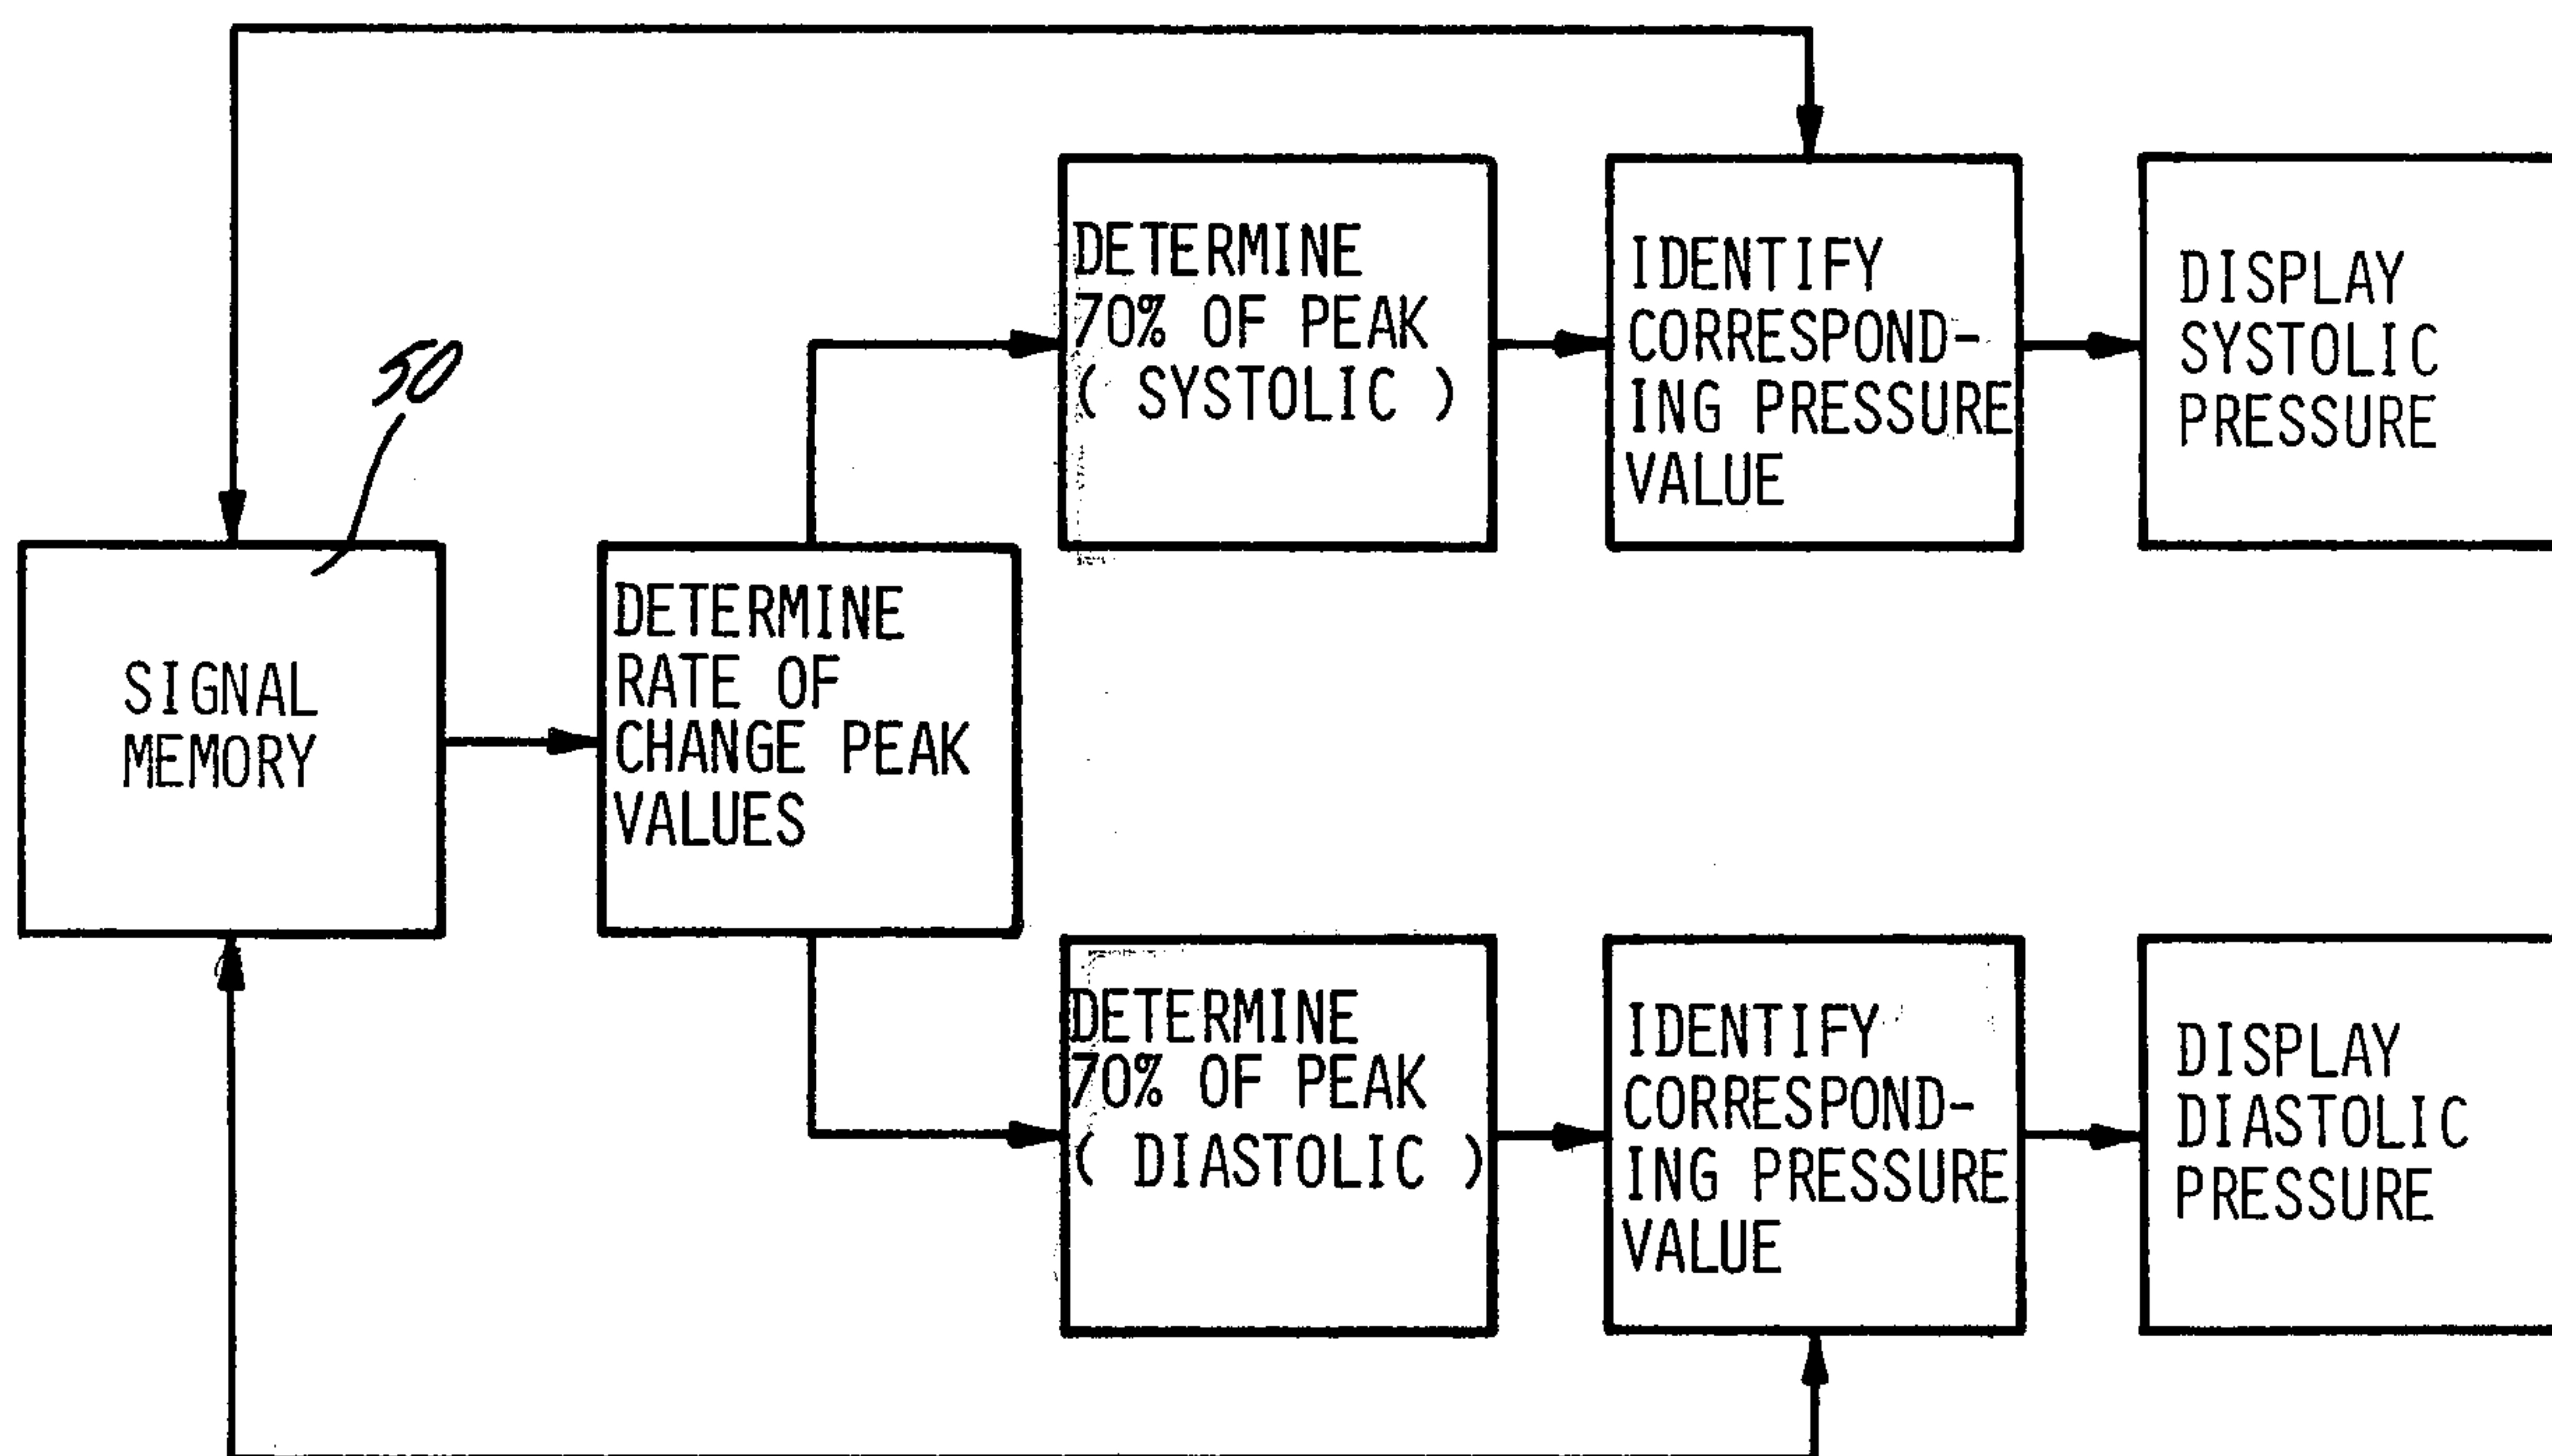 50
SIGNAL
MEMORY
DETERMINE
RATE OF
CHANGE PEAK
VALUES
DETERMINE
70% OF PEAK
( SYSTOLIC )
IDENTIFY
CORRESPOND-
ING PRESSURE
VALUE
DISPLAY
SYSTOLIC
PRESSURE
DETERMINE
70% OF PEAK
( DIASTOLIC )
IDENTIFY
CORRESPOND-
ING PRESSURE
VALUE
DISPLAY
DIASTOLIC
PRESSURE